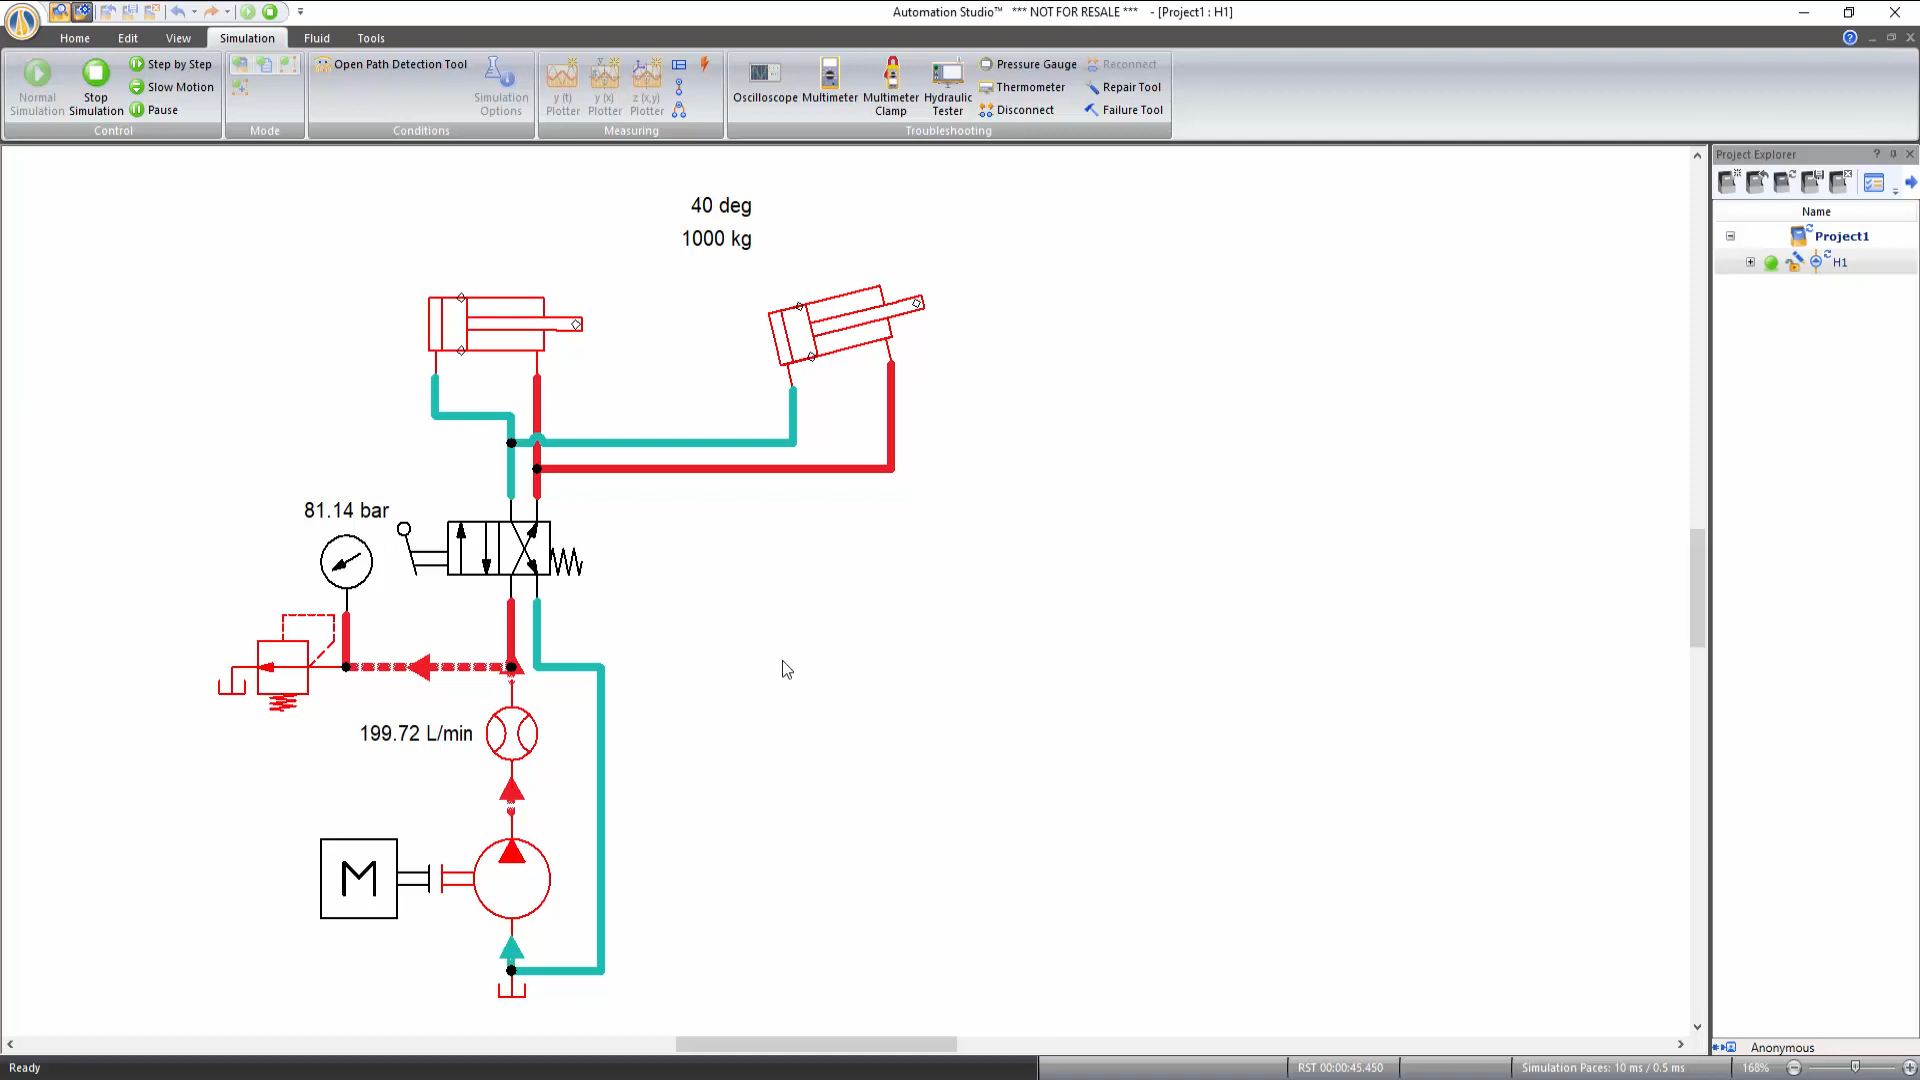 Automation Studio™ *** NOT FOR RESALE *** - [Project1 : H1]
Home Edit View Simulation Fluid Tools
Normal Simulation
Stop Simulation
Step by Step
Slow Motion
Pause
Control
Mode
Open Path Detection Tool
Simulation Options
Conditions
y (t) Plotter
y (x) Plotter
z (x,y) Plotter
Measuring
Oscilloscope
Multimeter
Multimeter Clamp
Hydraulic Tester
Pressure Gauge
Thermometer
Disconnect
Reconnect
Repair Tool
Failure Tool
Troubleshooting
Project Explorer
Name
Project1
H1
40 deg
1000 kg
81.14 bar
199.72 L/min
M
Anonymous
Ready
RST 00:00:45.450
Simulation Paces: 10 ms / 0.5 ms
168%